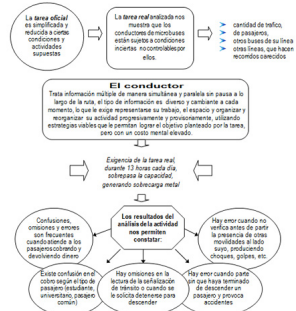 La tarea oficial
es simplificada y
reducida a ciertas
condiciones y
actividades
supuestas
La tarea real analizada nos
muestra que los
conductores de microbuses
están sujetos a condiciones
inciertas no controlables por
ellos.
cantidad de trafico,
de pasajeros,
otros buses de su línea
otras líneas, que hacen
recorridos parecidos
El conductor
Trata información múltiple de manera simultánea y paralela sin pausa a lo
largo de la ruta, el tipo de información es diverso y cambiante a cada
momento, lo que le exige representarse su trabajo, el espacio y organizar y
reorganizar su actividad progresivamente y provisionamente, utilizando
estrategias viables que le permitan lograr el objetivo planteado por la tarea,
pero con un costo mental elevado.
Exigencia de la tarea real,
durante 13 horas cada día,
sobrepasa la capacidad,
generando sobrecarga metal
Los resultados del
análisis de la actividad
nos permiten
constatar:
Confusiones,
omisiones y errores
son frecuentes
cuando atiende a los
pasajeros cobrando y
devolviendo dinero
Hay error cuando no
verifica antes de partir
la presencia de otras
movilidades al lado
suyo, produciendo
choques, golpes, etc.
Existe confusión en el
cobro según el tipo de
pasajero (estudiante,
universitario, pasajero
común)
Hay omisiones en la
lectura de la señalización
de tránsito o cuando se
le solicita detenerse para
descender
Hay error cuando parte
sin que haya terminado
de descender un
pasajero y provoca
accidentes